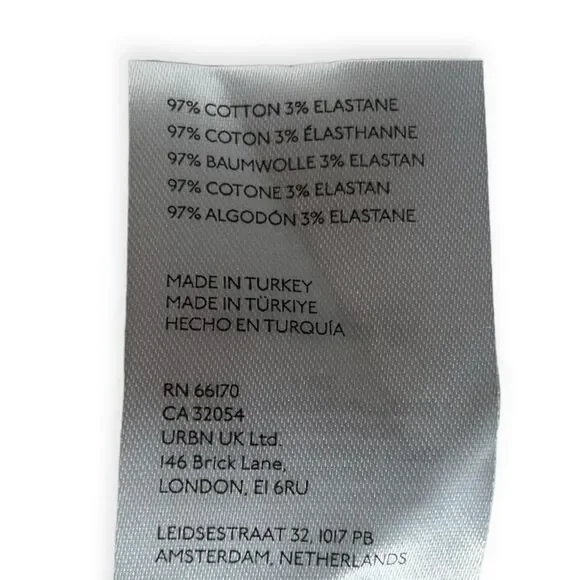 97% COTTON 3% ELASTANE
97% COTON 3% ÉLASTHANNE
97% BAUMWOLLE 3% ELASTAN
97% COTONE 3% ELASTAN
97% ALGODÓN 3% ELASTANE
MADE IN TURKEY
MADE IN TÜRKIYE
HECHO EN TURQUÍA
RN 66170
CA 32054
URBN UK Ltd.
146 Brick Lane,
LONDON, E1 6RU
LEIDSESTRAAT 32, 1017 PB
AMSTERDAM, NETHERLANDS